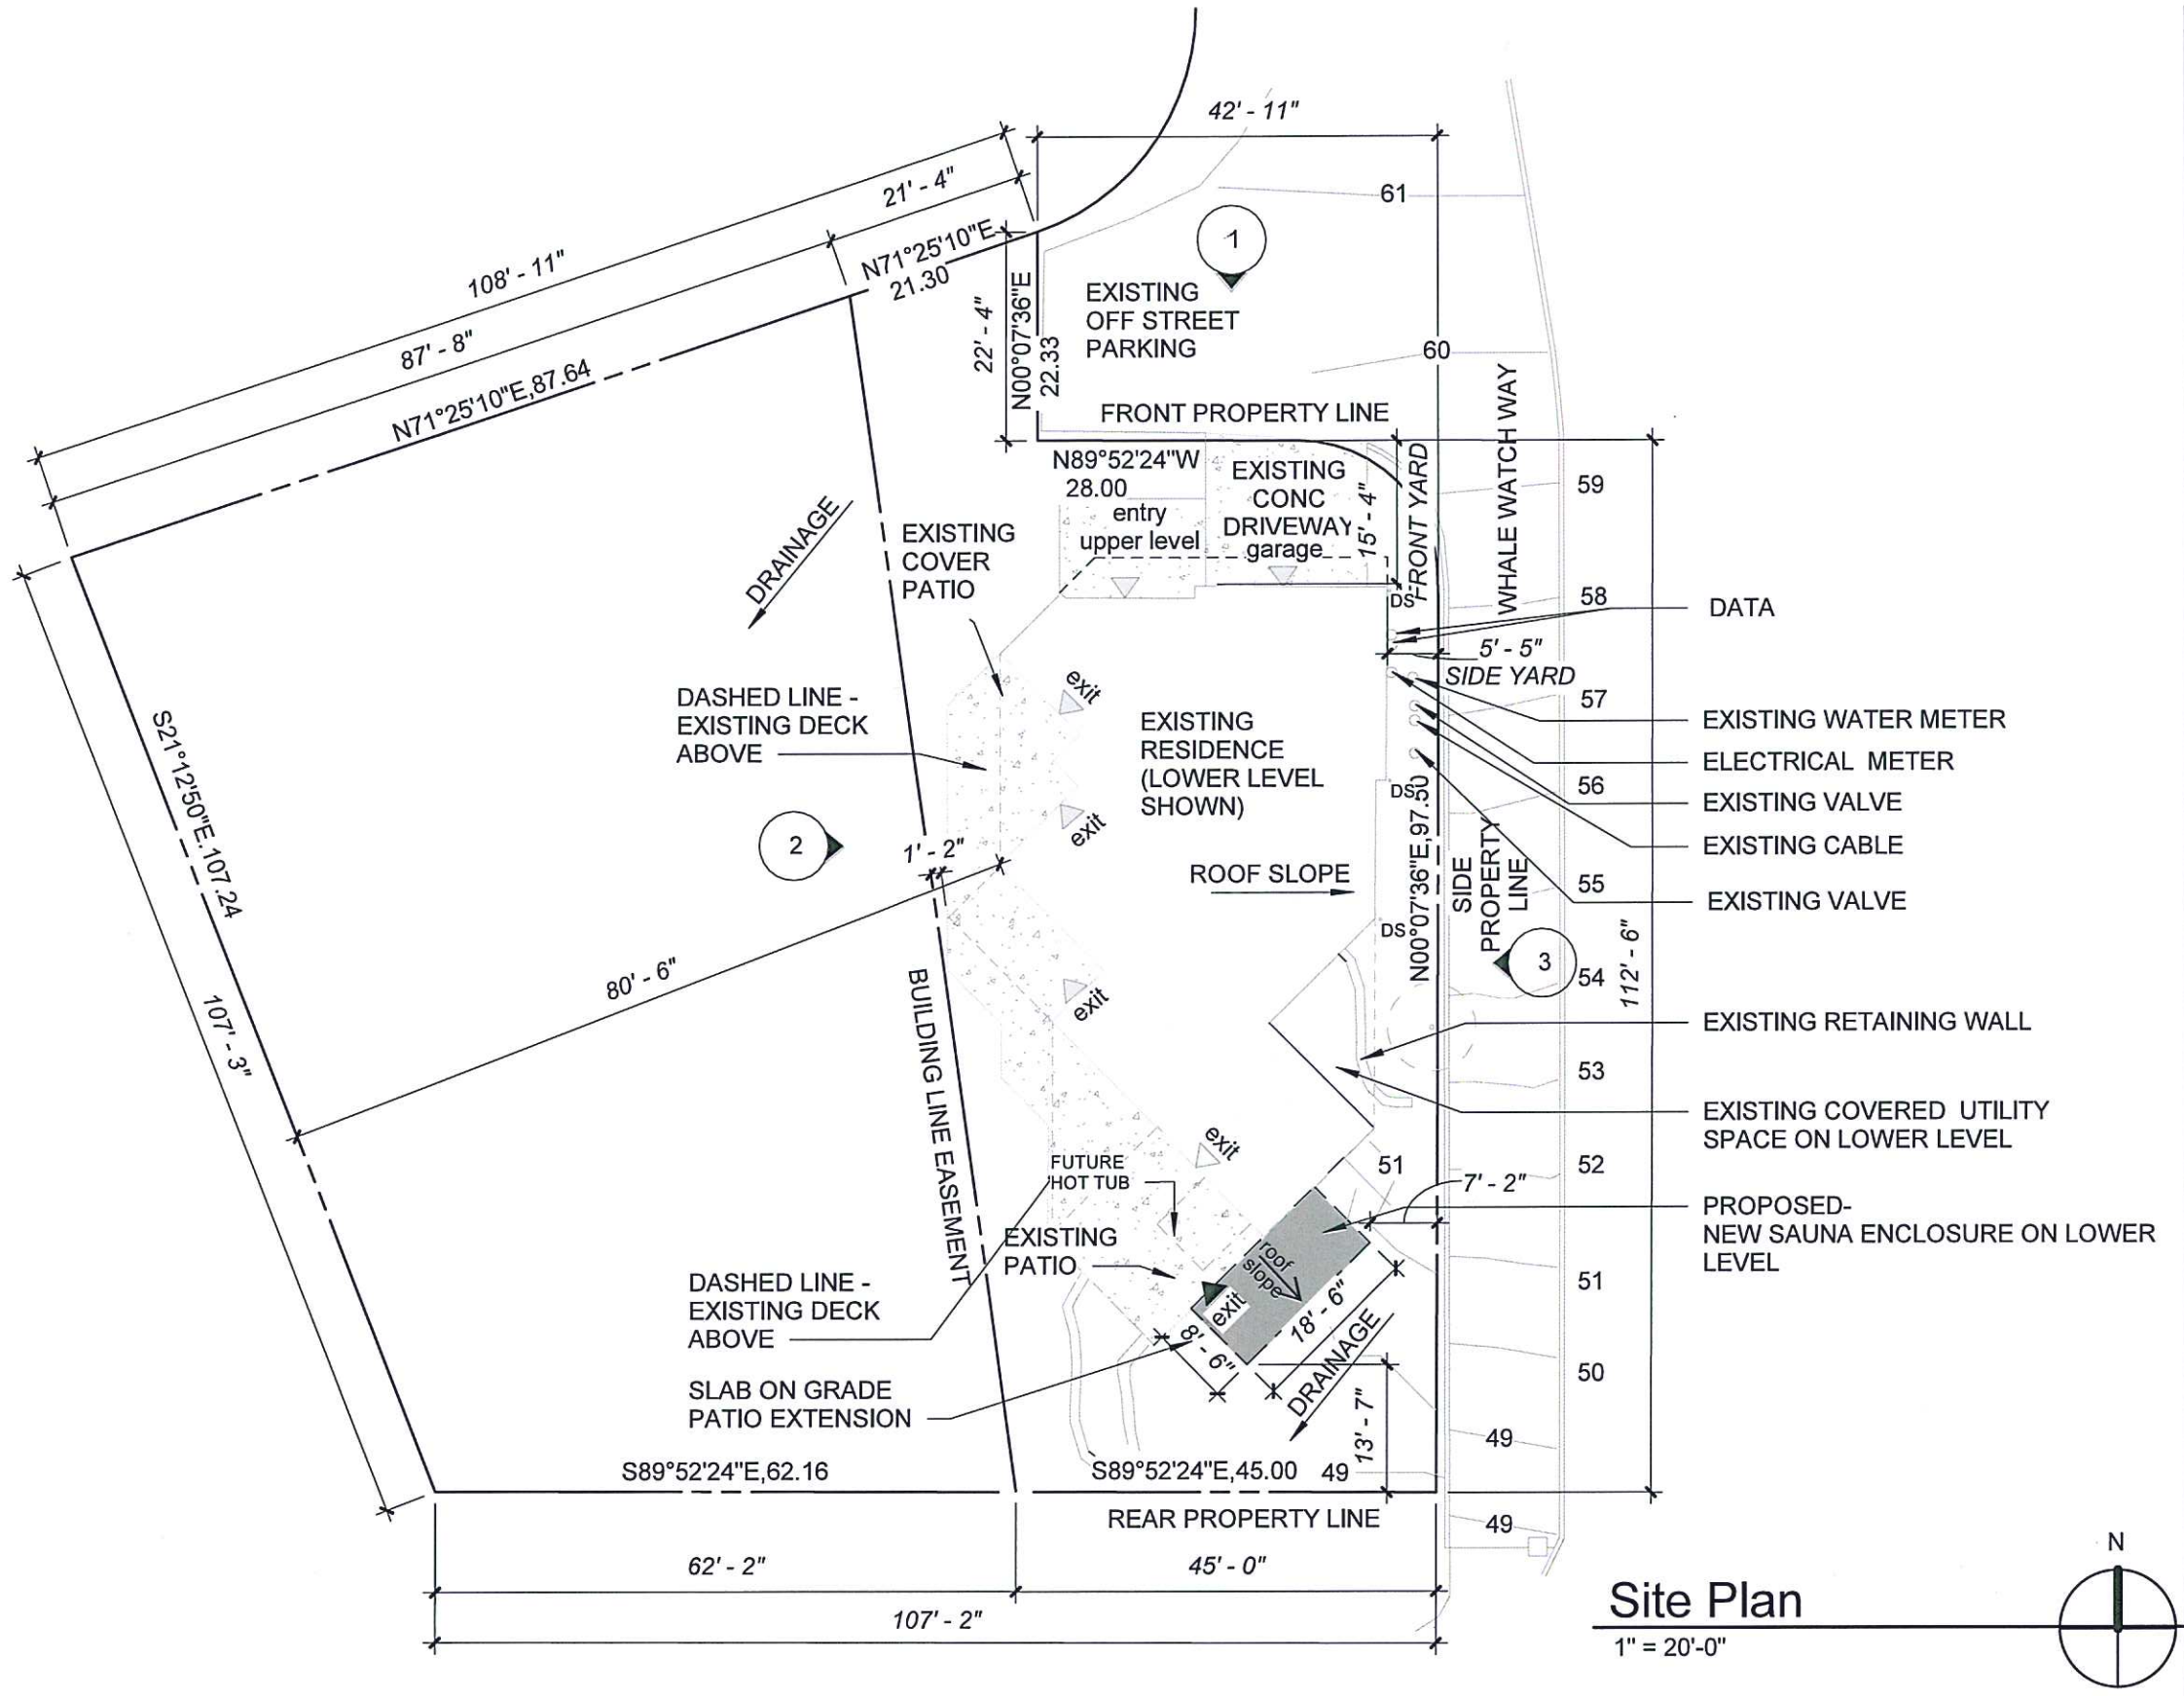 42' - 11"
21' - 4"
108' - 11"
87' - 8"
N71°25'10"E
21.30
N71°25'10"E,87.64
22' - 4"
N00°07'36"E
22.33
61
1
EXISTING
OFF STREET
PARKING
60
FRONT PROPERTY LINE
WHALE WATCH WAY
N89°52'24"W
28.00
entry
upper level
EXISTING
CONC
DRIVEWAY
garage
15' - 4"
FRONT YARD
59
DRAINAGE
EXISTING
COVER
PATIO
DS
58
DATA
5' - 5"
SIDE YARD
57
DASHED LINE -
EXISTING DECK
ABOVE
exit
EXISTING
RESIDENCE
(LOWER LEVEL
SHOWN)
EXISTING WATER METER
ELECTRICAL METER
56
EXISTING VALVE
EXISTING CABLE
EXISTING VALVE
DS
N00°07'36"E,97.50
SIDE
PROPERTY
LINE
S21°12'50"E.107.24
2
1' - 2"
exit
ROOF SLOPE
55
DS
3
54
112' - 6"
80' - 6"
107' - 3"
BUILDING LINE EASEMENT
exit
EXISTING RETAINING WALL
53
EXISTING COVERED UTILITY
SPACE ON LOWER LEVEL
exit
51
52
7' - 2"
FUTURE
HOT TUB
PROPOSED-
NEW SAUNA ENCLOSURE ON LOWER
LEVEL
EXISTING
PATIO
roof
slope
exit
18' - 6"
8' - 6"
DRAINAGE
51
DASHED LINE -
EXISTING DECK
ABOVE
50
SLAB ON GRADE
PATIO EXTENSION
13' - 7"
49
S89°52'24"E,62.16
S89°52'24"E,45.00
49
REAR PROPERTY LINE
49
62' - 2"
45' - 0"
107' - 2"
N
Site Plan
1" = 20'-0"